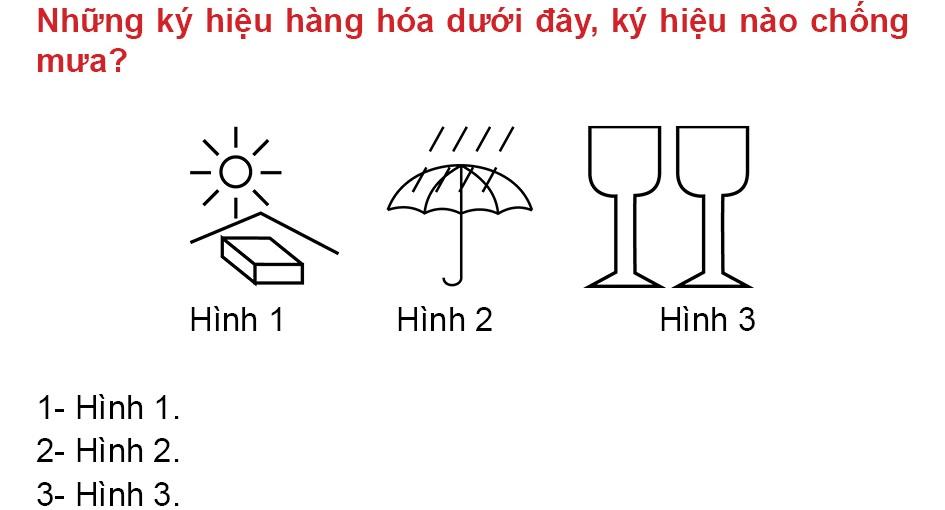 Những ký hiệu hàng hóa dưới đây, ký hiệu nào chống
mưa?
Hình 1 Hình 2 Hình 3
1- Hình 1.
2- Hình 2.
3- Hình 3.